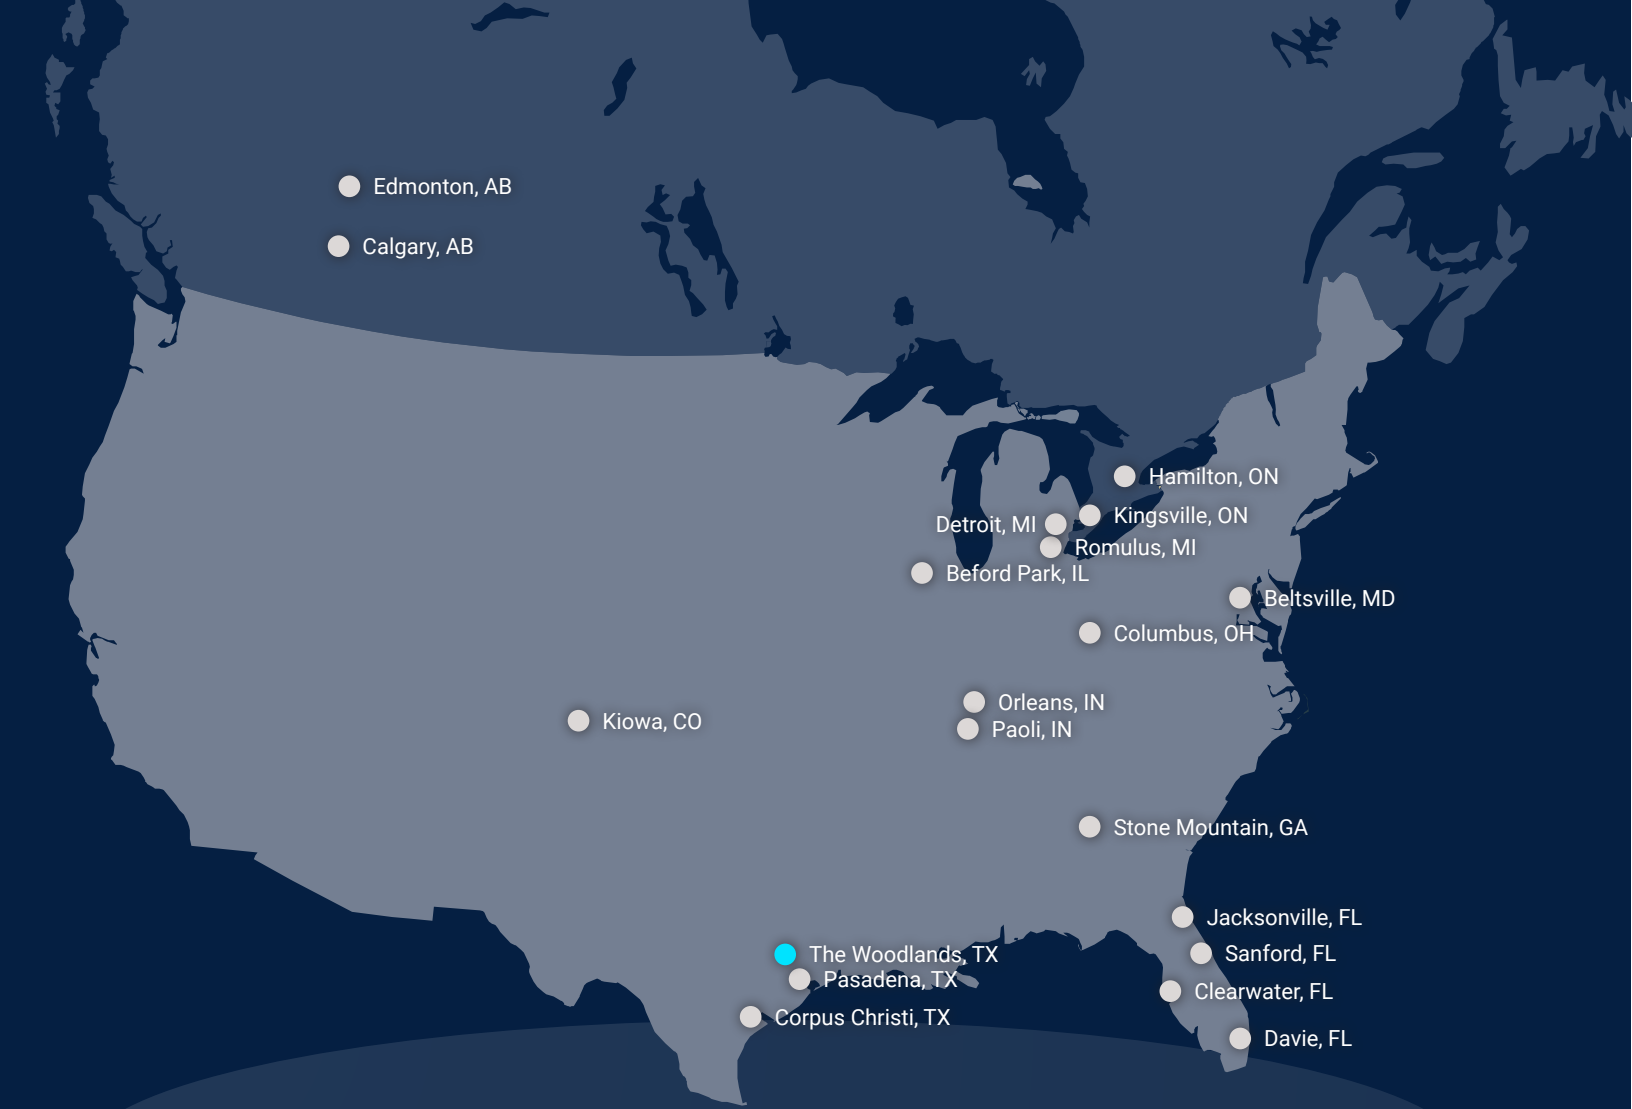 Edmonton, AB
Calgary, AB
Hamilton, ON
Kingsville, ON
Detroit, MI
Romulus, MI
Beford Park, IL
Beltsville, MD
Columbus, OH
Orleans, IN
Kiowa, CO
Paoli, IN
Stone Mountain, GA
Jacksonville, FL
The Woodlands, TX
Sanford, FL
Pasadena, TX
Clearwater, FL
Corpus Christi, TX
Davie, FL